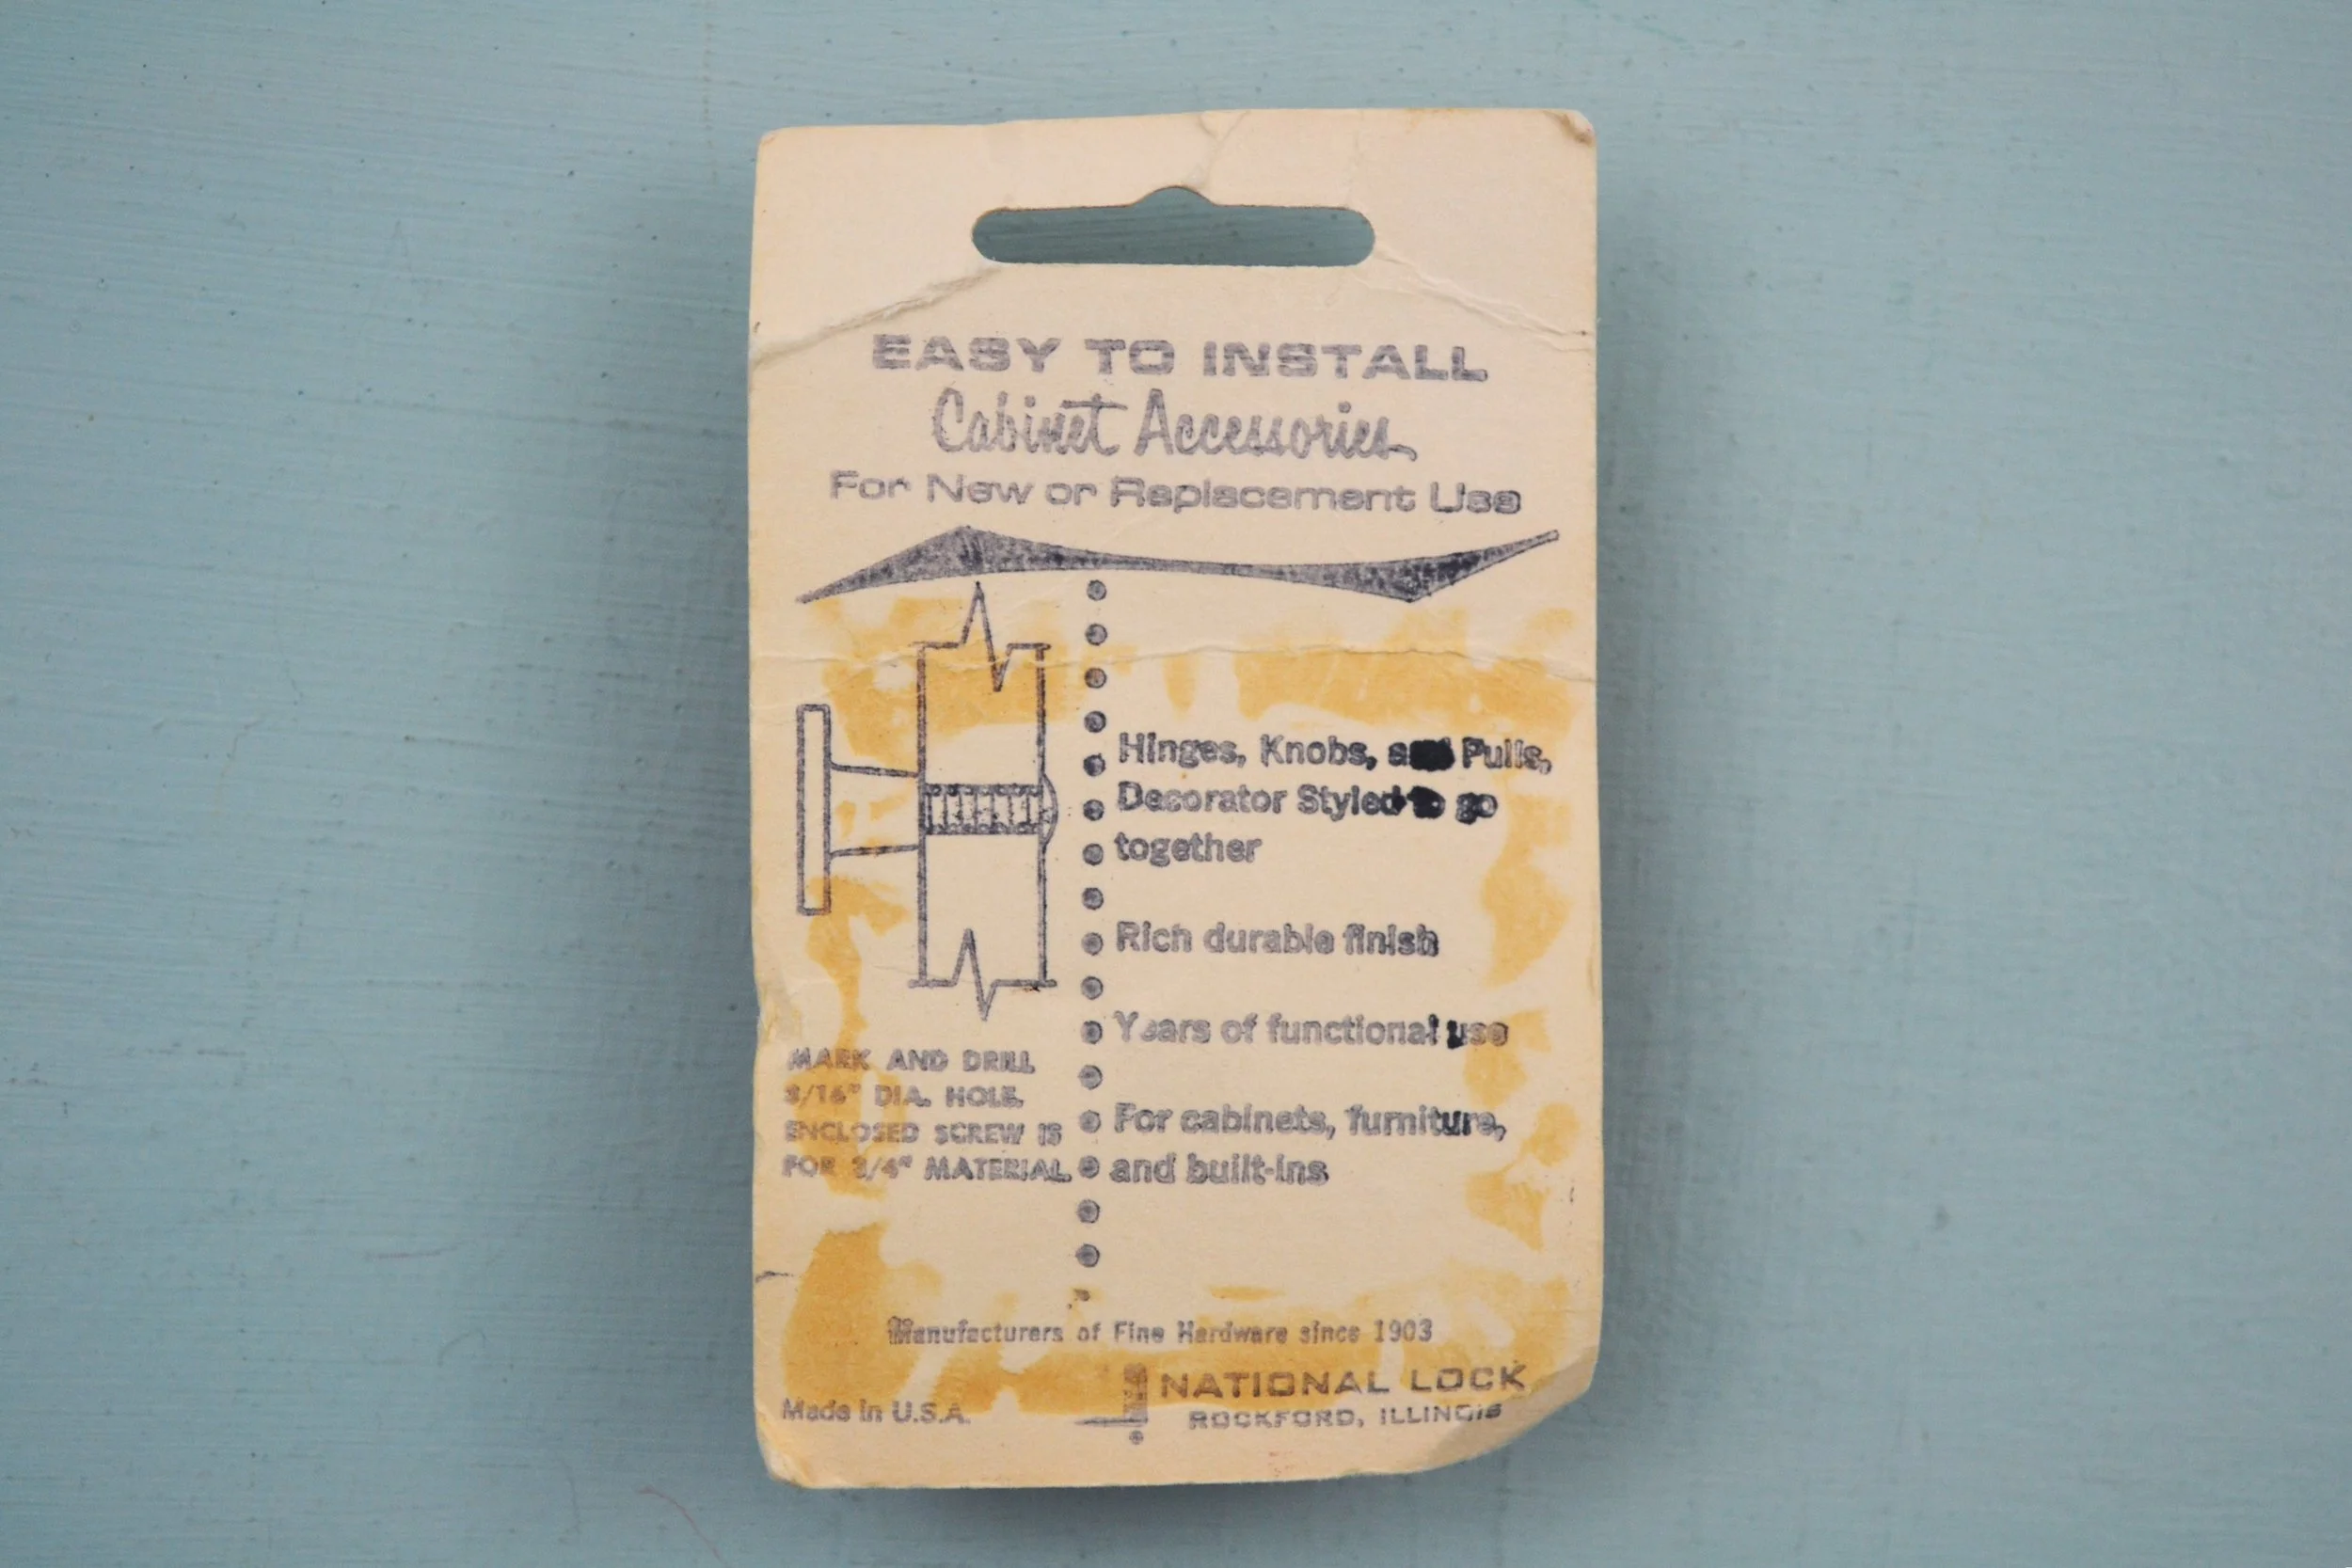 EASY TO INSTALL
Cabinet Accessories
For New or Replacement Use
Hinges, Knobs, and Pulls,
Decorator Styled to go
together
Rich durable finish
Years of functional use
For cabinets, furniture,
and built-ins
MARK AND DRILL
3/16" DIA. HOLE.
ENCLOSED SCREW IS
FOR 3/4" MATERIAL
Manufacturers of Fine Hardware since 1903
Made in U.S.A.
NATIONAL LOCK
ROCKFORD, ILLINOIS